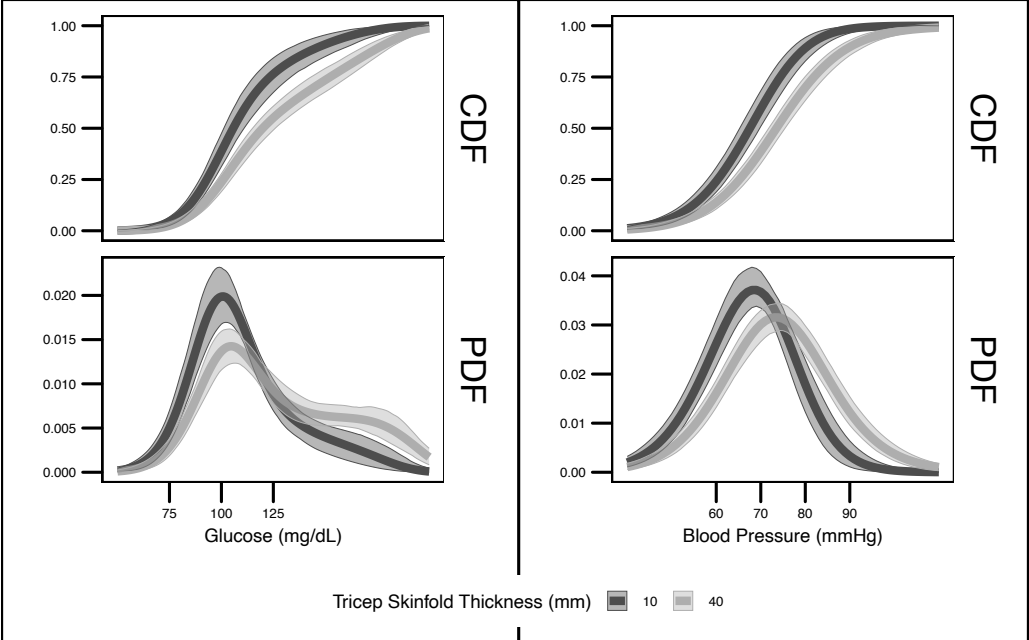 1.00
0.75
0.50
0.25
0.00
CDF
1.00
0.75
0.50
0.25
0.00
CDF
0.020
0.015
0.010
0.005
0.000
PDF
0.04
0.03
0.02
0.01
0.00
PDF
75 100 125
Glucose (mg/dL)
60 70 80 90
Blood Pressure (mmHg)
Tricep Skinfold Thickness (mm) 10 40